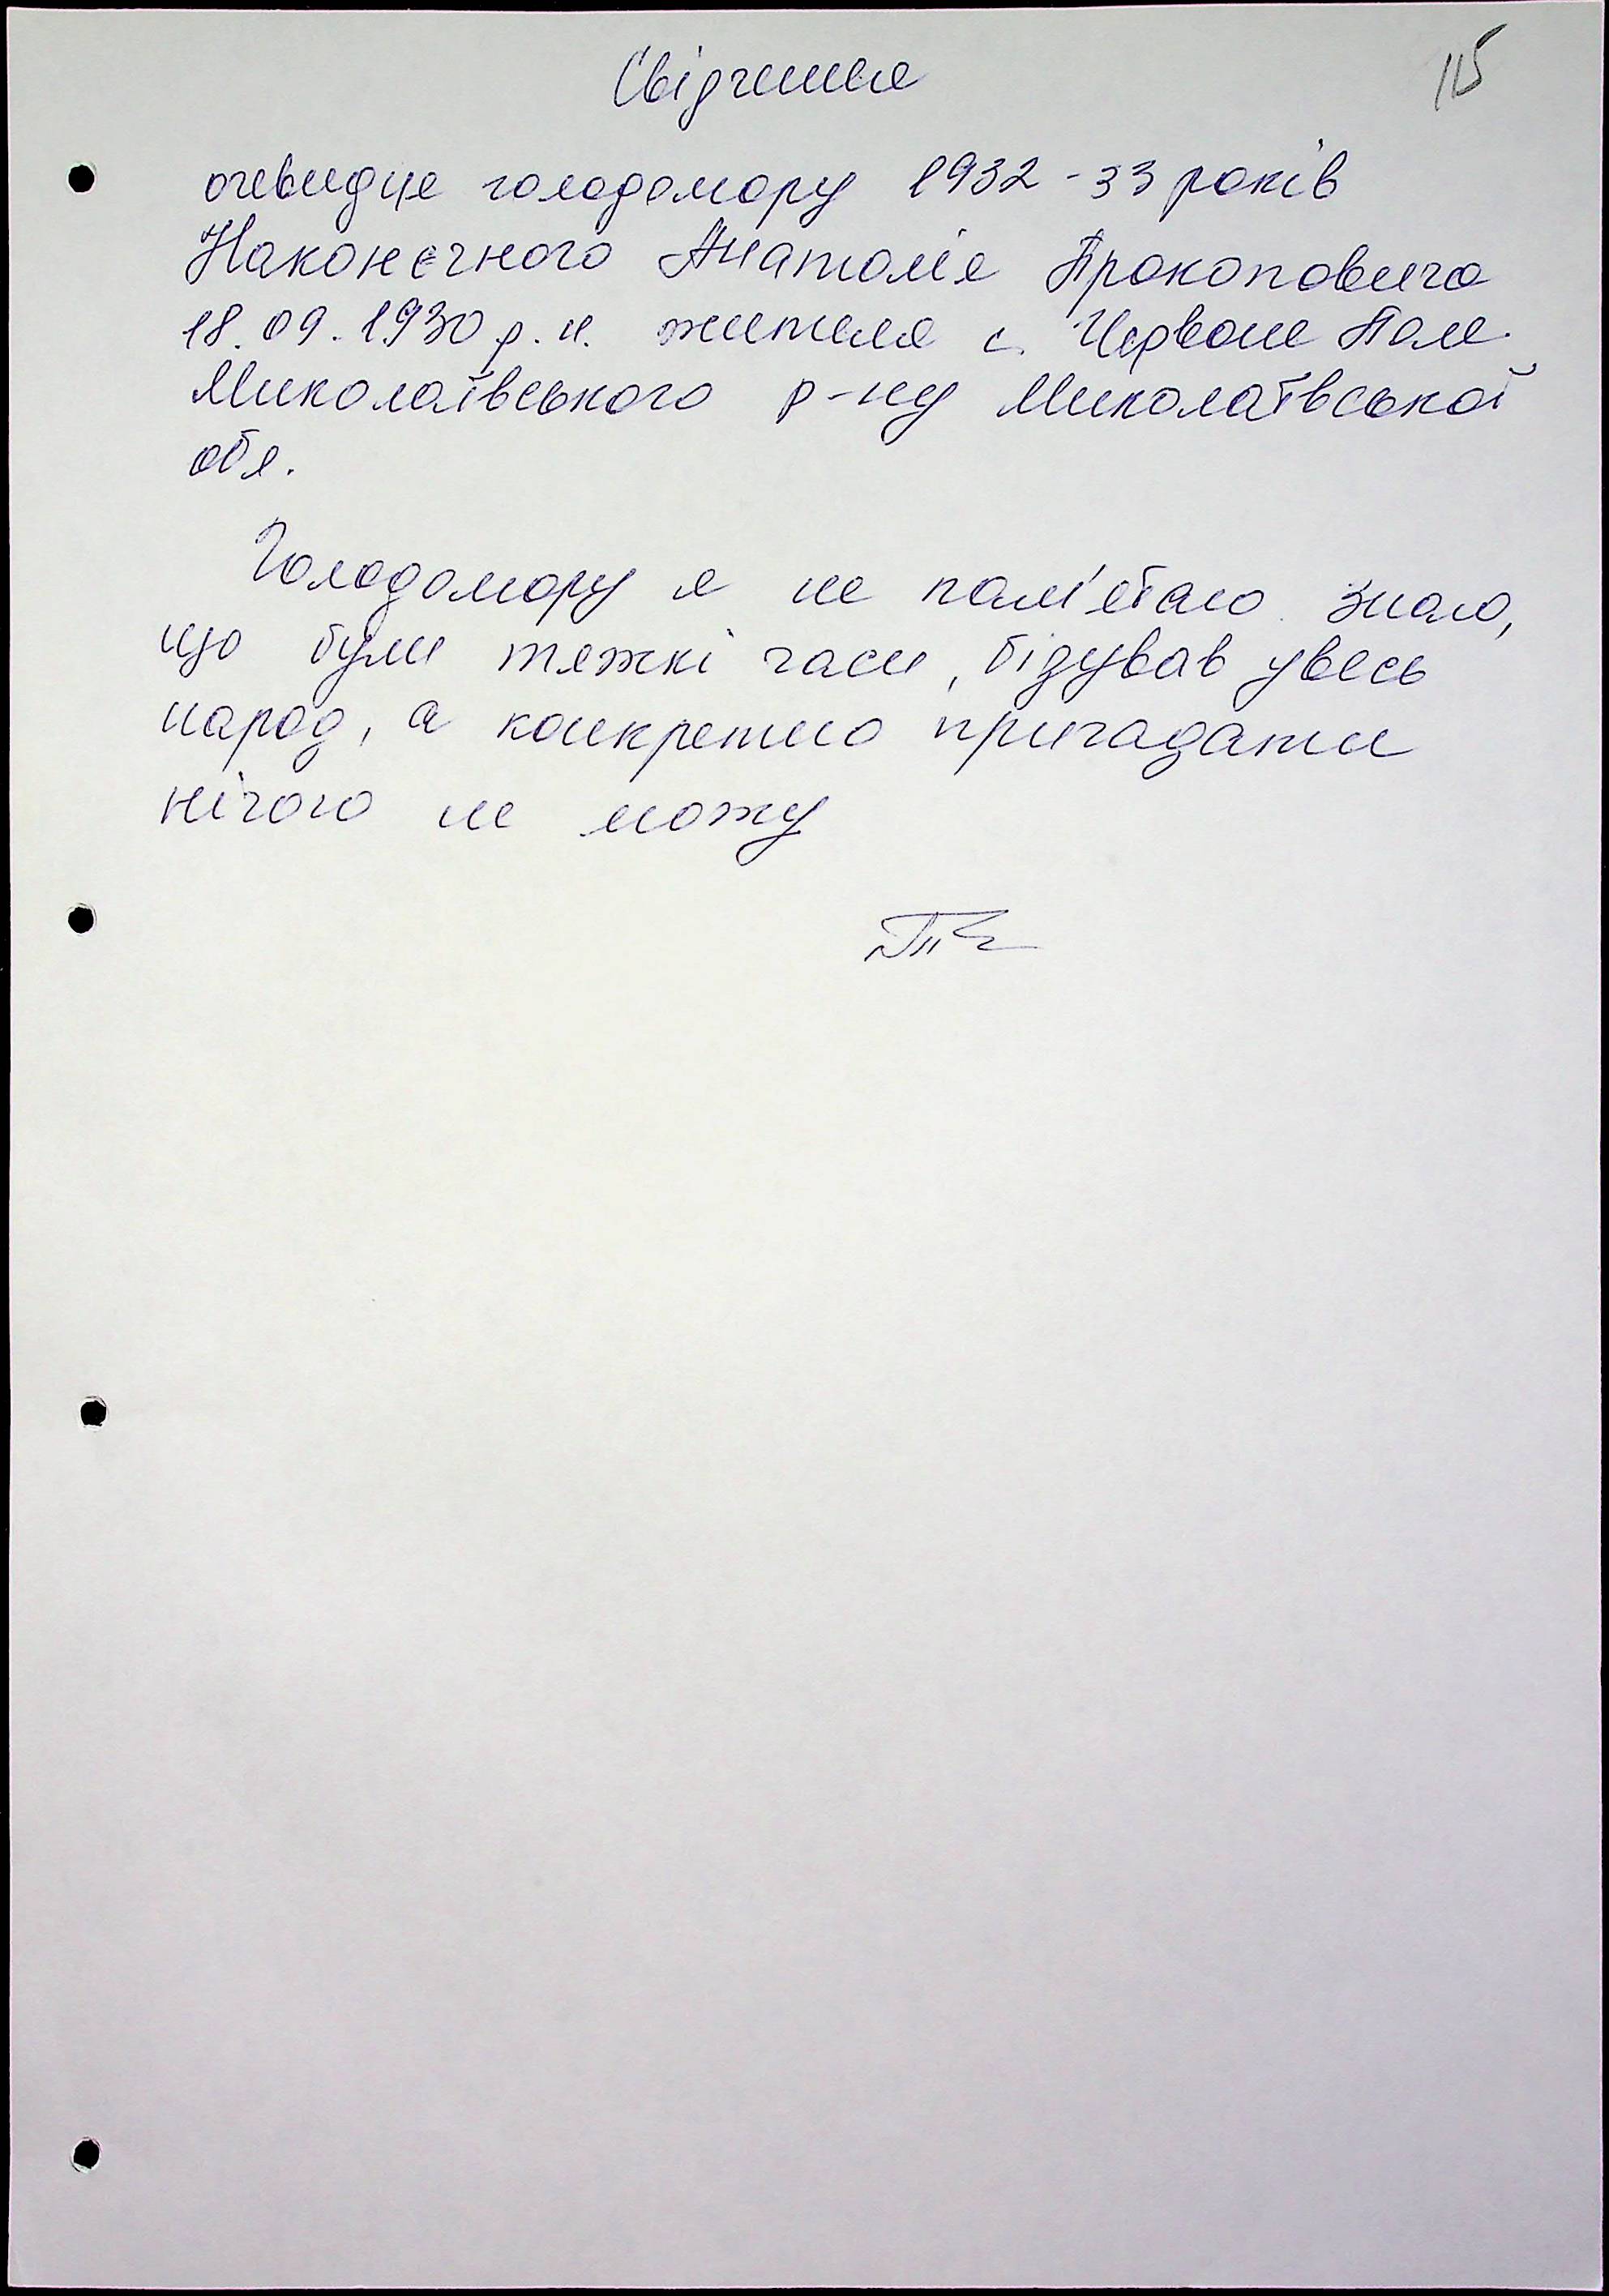 115
Свідчення
очевидця голодомору 1932-33 років
Наконечного Анатолія Прокоповича
18.09.1930 р.н. жителя с. Червоне Поле
Миколаївського р-ну Миколаївської
обл.
Голодомору я не пам'ятаю. Знаю,
що були тяжкі часи, бідував увесь
народ, а конкретно пригадати
нічого не можу